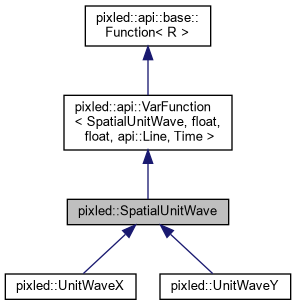 pixled::api::base::
Function< R >
pixled::api::VarFunction
< SpatialUnitWave, float,
float, api::Line, Time >
pixled::SpatialUnitWave
pixled::UnitWaveX
pixled::UnitWaveY